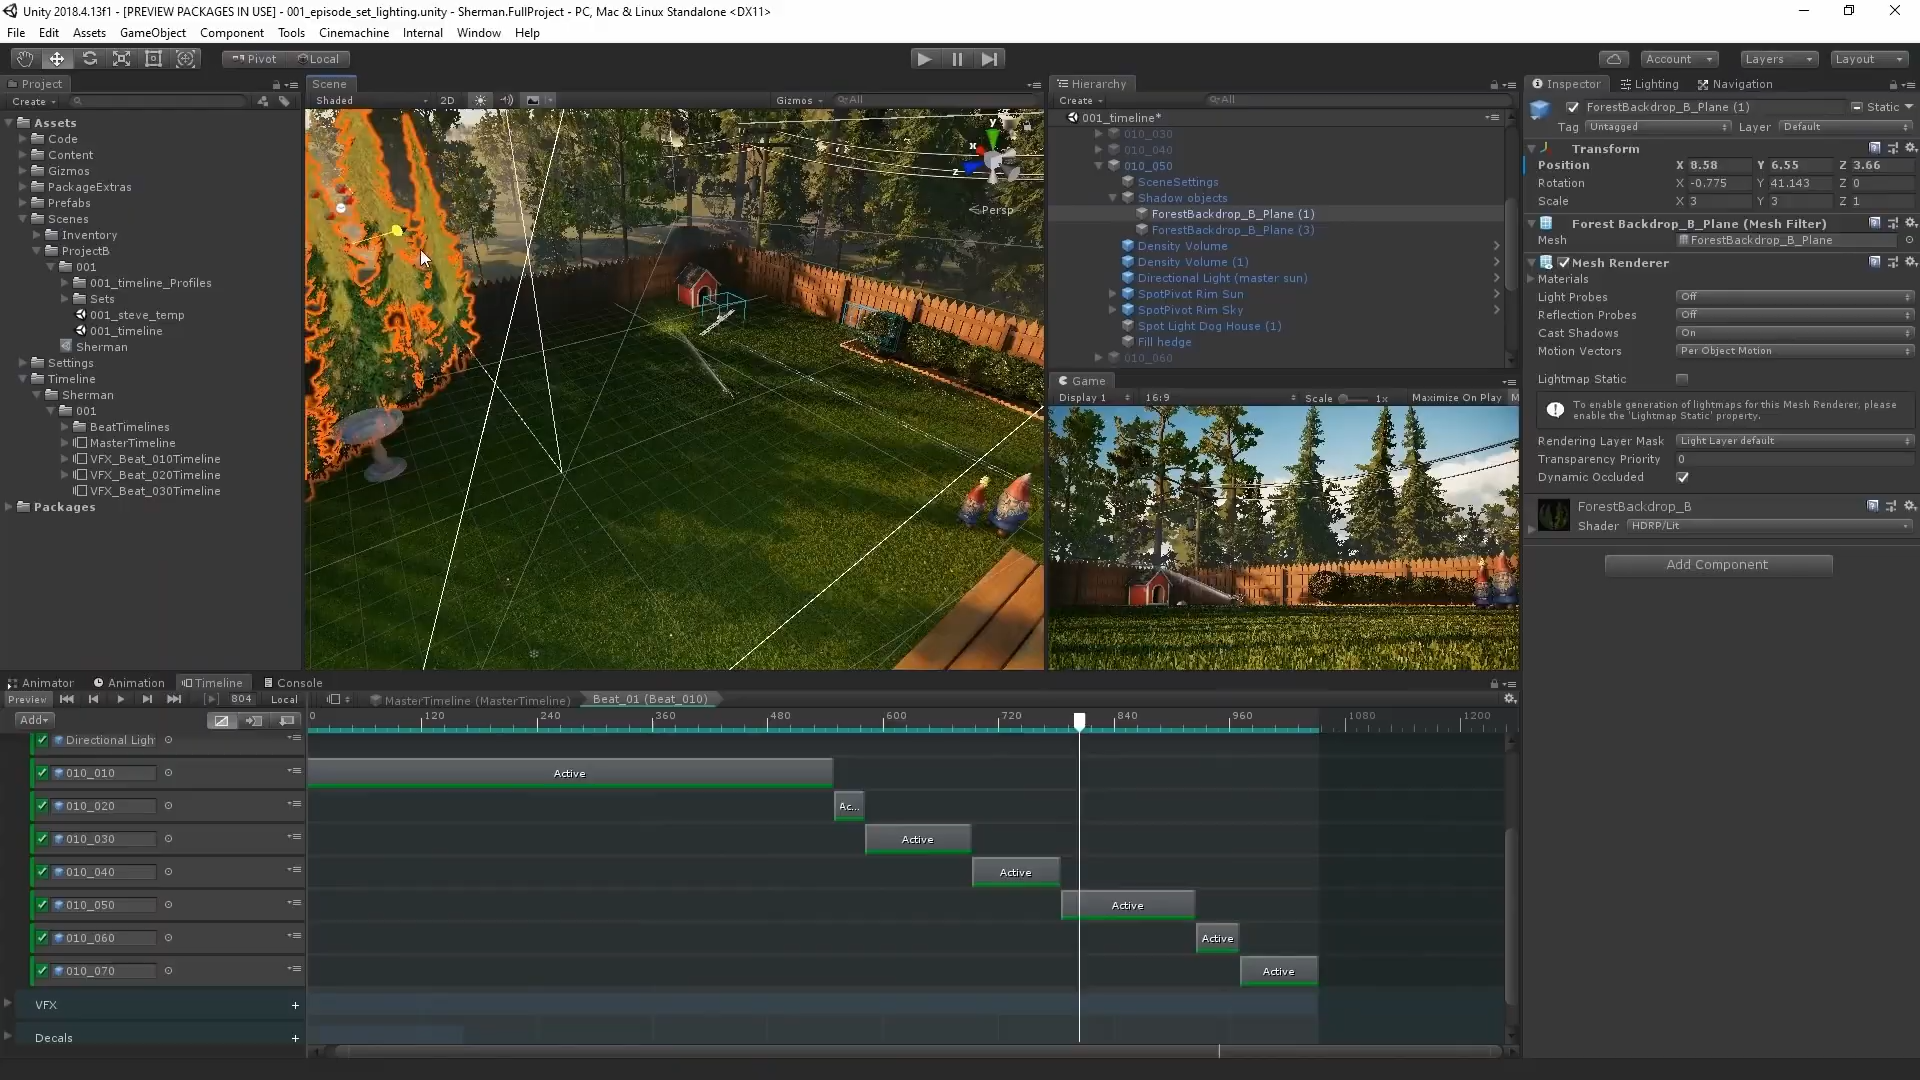 Unity 2018.4.13f1 - [PREVIEW PACKAGES IN USE] - 001_episode_set_lighting.unity - Sherman.FullProject - PC, Mac & Linux Standalone <DX11>
File Edit Assets GameObject Component Tools Cinemachine Internal Window Help
Pivot Local Account Layers Layout
Project
Create
Assets
Code
Content
Gizmos
PackageExtras
Prefabs
Scenes
Inventory
ProjectB
001
001_timeline_Profiles
Sets
001_steve_temp
001_timeline
Sherman
Settings
Timeline
Sherman
001
BeatTimelines
MasterTimeline
VFX_Beat_010Timeline
VFX_Beat_020Timeline
VFX_Beat_030Timeline
Packages
Scene
Shaded 2D Gizmos All
y
x
z
Persp
Hierarchy
Create All
001_timeline*
010_030
010_040
010_050
SceneSettings
Shadow objects
ForestBackdrop_B_Plane (1)
ForestBackdrop_B_Plane (3)
Density Volume
Density Volume (1)
Directional Light (master sun)
SpotPivot Rim Sun
SpotPivot Rim Sky
Spot Light Dog House (1)
Fill hedge
010_060
Game
Display 1 16:9 Scale 1x Maximize On Play M
Inspector Lighting Navigation
ForestBackdrop_B_Plane (1) Static
Tag Untagged Layer Default
Transform
Position X 8.58 Y 6.55 Z 3.66
Rotation X -0.775 Y 41.143 Z 0
Scale X 3 Y 3 Z 1
Forest Backdrop_B_Plane (Mesh Filter)
Mesh ForestBackdrop_B_Plane
Mesh Renderer
Materials
Light Probes Off
Reflection Probes Off
Cast Shadows On
Motion Vectors Per Object Motion
Lightmap Static
To enable generation of lightmaps for this Mesh Renderer, please
enable the 'Lightmap Static' property.
Rendering Layer Mask Light Layer default
Transparency Priority 0
Dynamic Occluded
ForestBackdrop_B
Shader HDRP/Lit
Add Component
Animator Animation Timeline Console
Preview 804 Local MasterTimeline (MasterTimeline) Beat_01 (Beat_010)
Add
0 120 240 360 480 600 720 840 960 1080 1200
Directional Ligh
010_010 Active
010_020 Ac...
010_030 Active
010_040 Active
010_050 Active
010_060 Active
010_070 Active
VFX +
Decals +